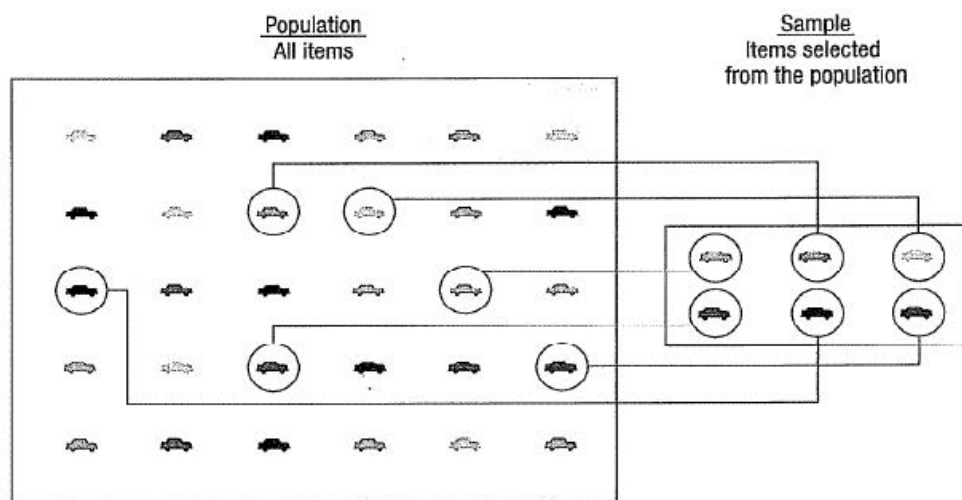 Population
All items
Sample
Items selected
from the population